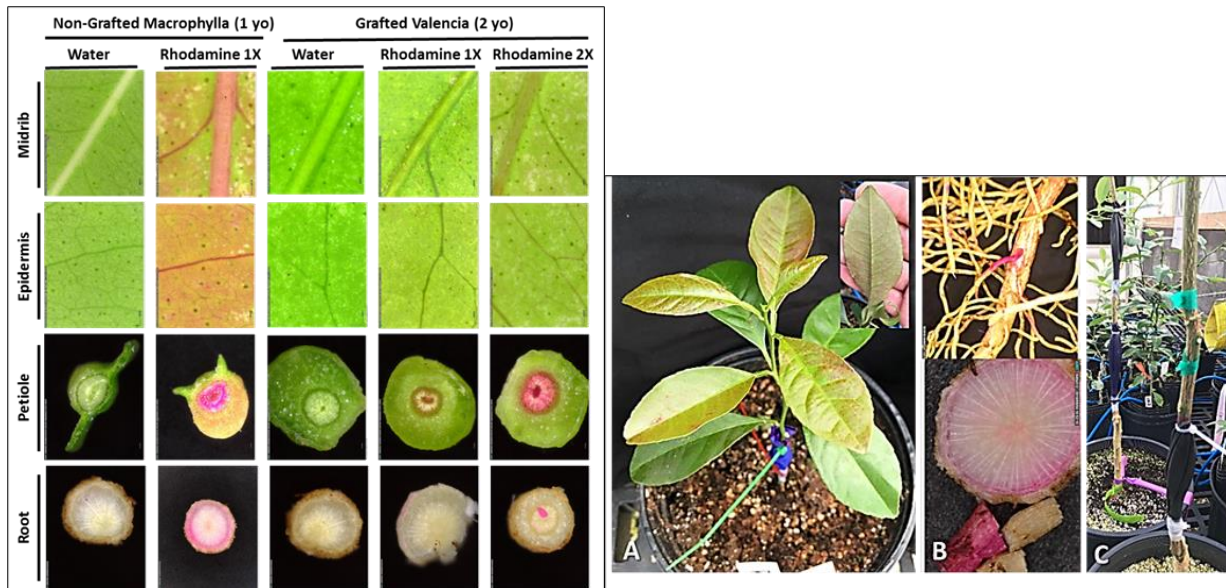 Non-Grafted Macrophylla (1 yo) Grafted Valencia (2 yo)
Water Rhodamine 1X Water Rhodamine 1X Rhodamine 2X
Midrib
Epidermis
Petiole
Root
A B C